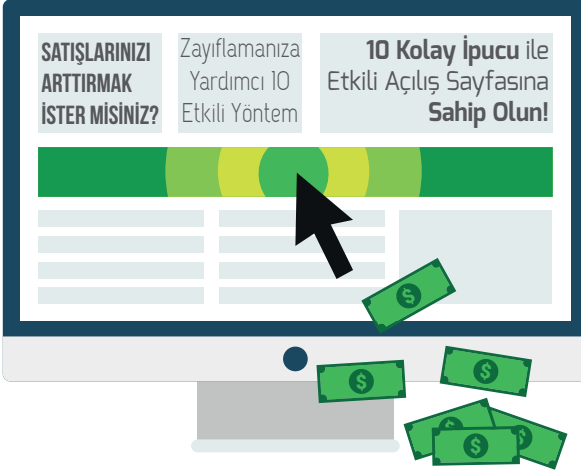 SATIŞLARINIZI
ARTTIRMAK
İSTER MİSİNİZ?
Zayıflamanıza
Yardımcı 10
Etkili Yöntem
10 Kolay İpucu ile
Etkili Açılış Sayfasına
Sahip Olun!
$
$
$
$
$
$